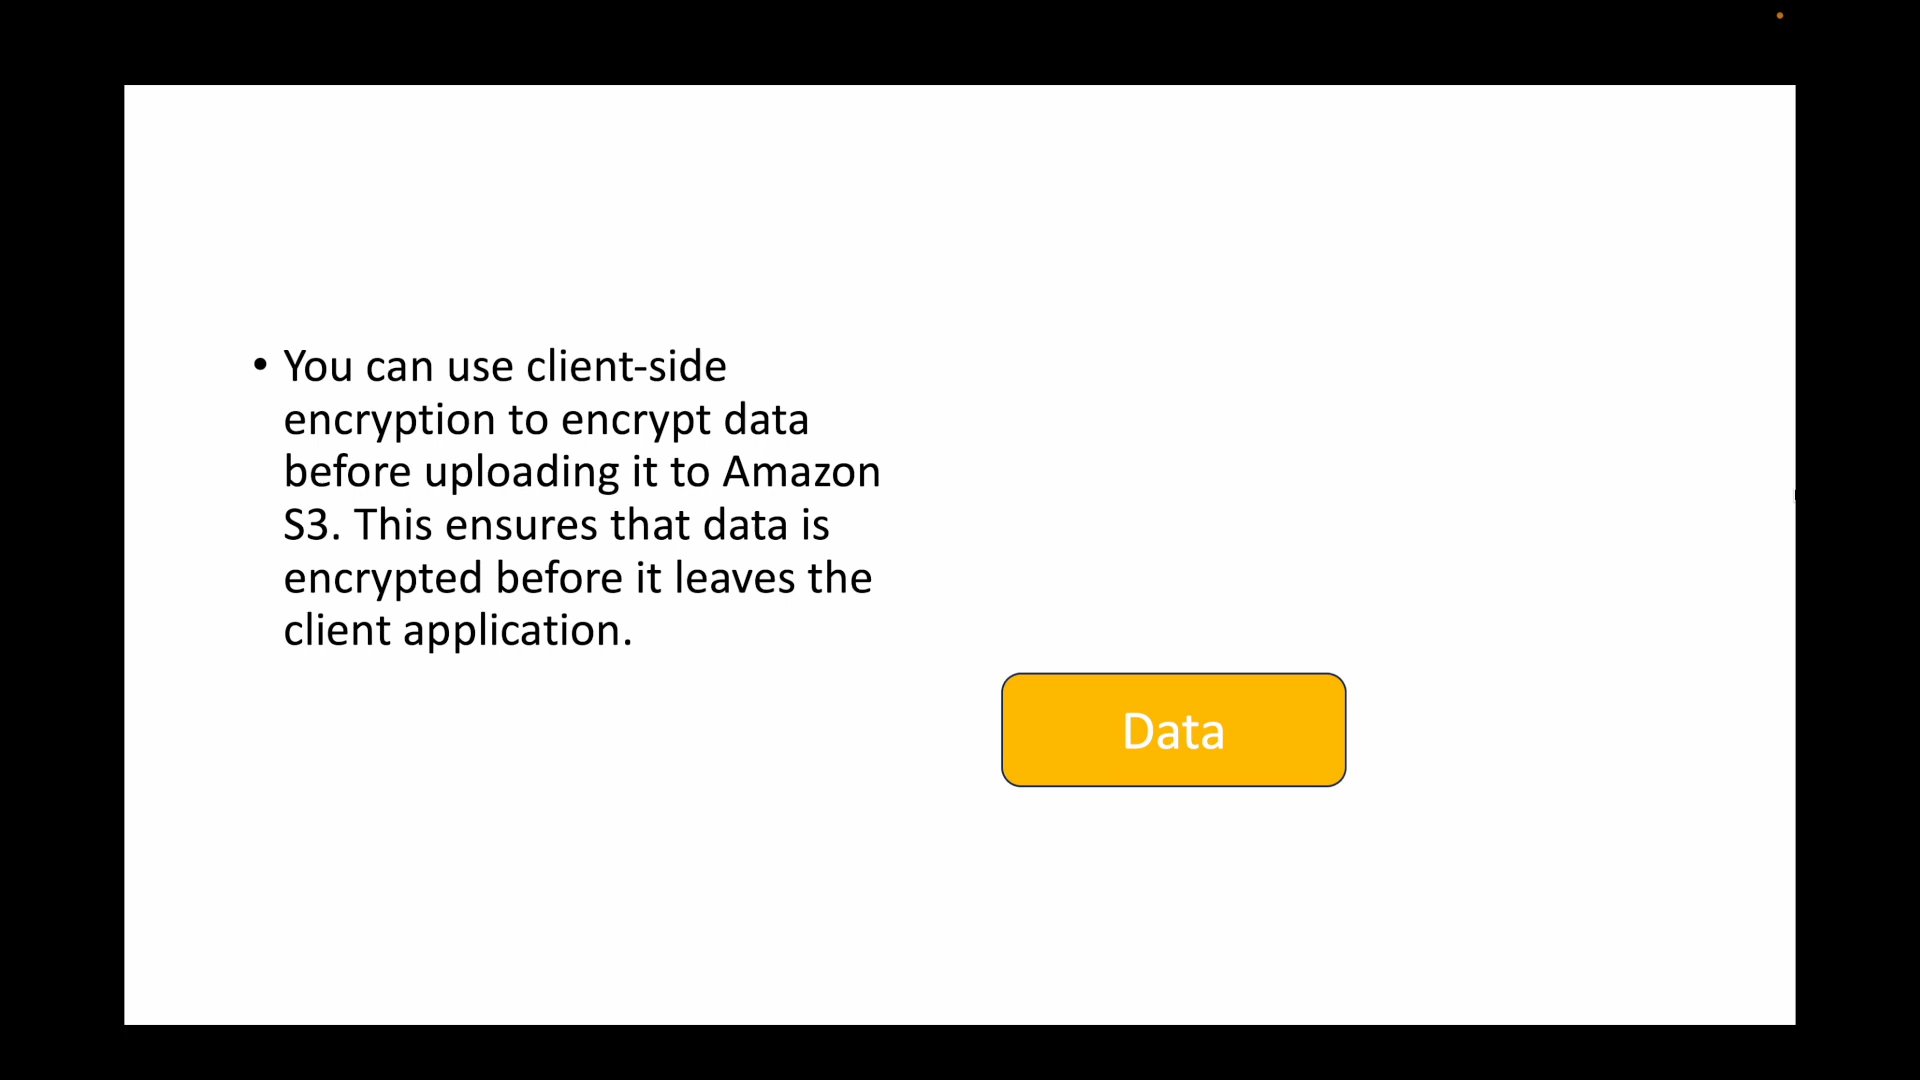 • You can use client-side
encryption to encrypt data
before uploading it to Amazon
S3. This ensures that data is
encrypted before it leaves the
client application.
Data